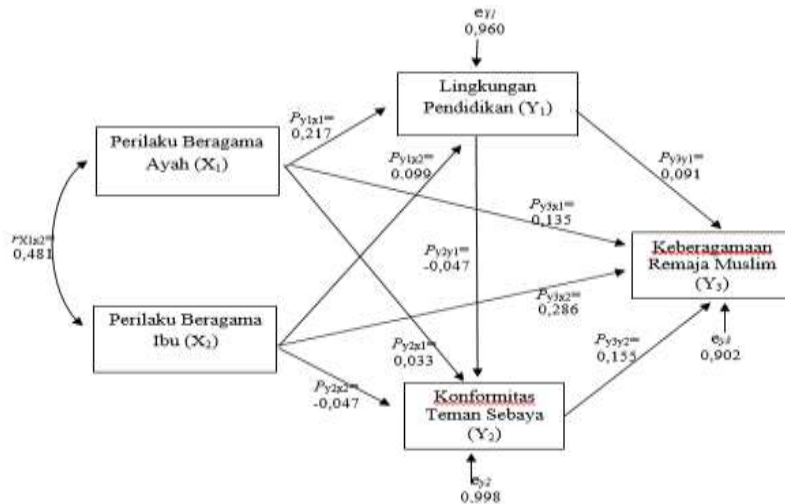 eY1
0,960
Lingkungan
Pendidikan (Y1)
Py1x1=
0,217
Perilaku Beragama
Ayah (X1)
Py1x2=
0,099
Py3y1=
0,091
Py3x1=
0,135
rX1x2=
0,481
Py2y1=
-0,047
Keberagamaan
Remaja Muslim
(Y3)
Py3x2=
0,286
Perilaku Beragama
Ibu (X2)
Py2x1=
0,033
Py3y2=
0,155
ey3
0,902
Py2x2=
-0,047
Konformitas
Teman Sebaya
(Y2)
ey2
0,998